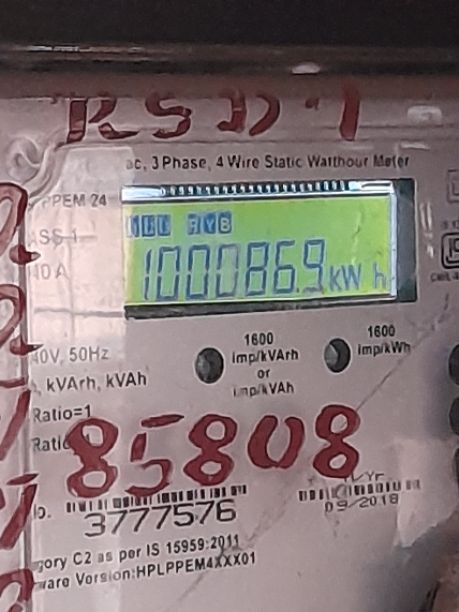 RSD-1
ac, 3 Phase, 4 Wire Static Watthour Meter
PPEM 24
RYB
1000869 kW h
1600 imp/kVArh or imp/kVAh
1600 imp/kWh
40V, 50Hz
kVArh, kVAh
Ratio=1
85808
3777576
09/2018
gory C2 as per IS 15959:2011
ware Version:HPLPPEM4XXX01